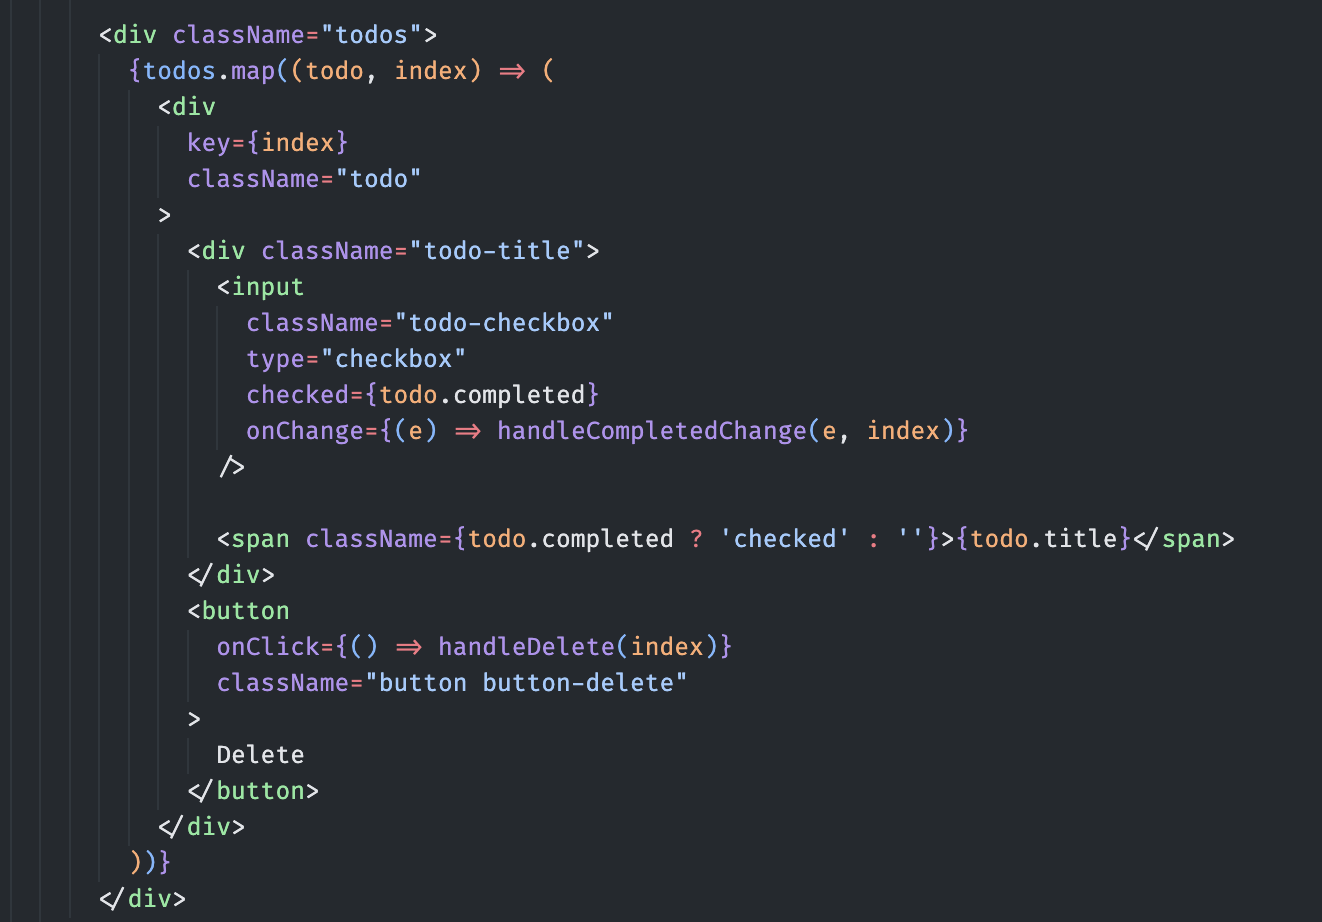 <div className="todos">
{todos.map((todo, index) => (
<div
key={index}
className="todo"
>
<div className="todo-title">
<input
className="todo-checkbox"
type="checkbox"
checked={todo.completed}
onChange={(e) => handleCompletedChange(e, index)}
/>
<span className={todo.completed ? 'checked' : ''}>{todo.title}</span>
</div>
<button
onClick={() => handleDelete(index)}
className="button button-delete"
>
Delete
</button>
</div>
))}
</div>